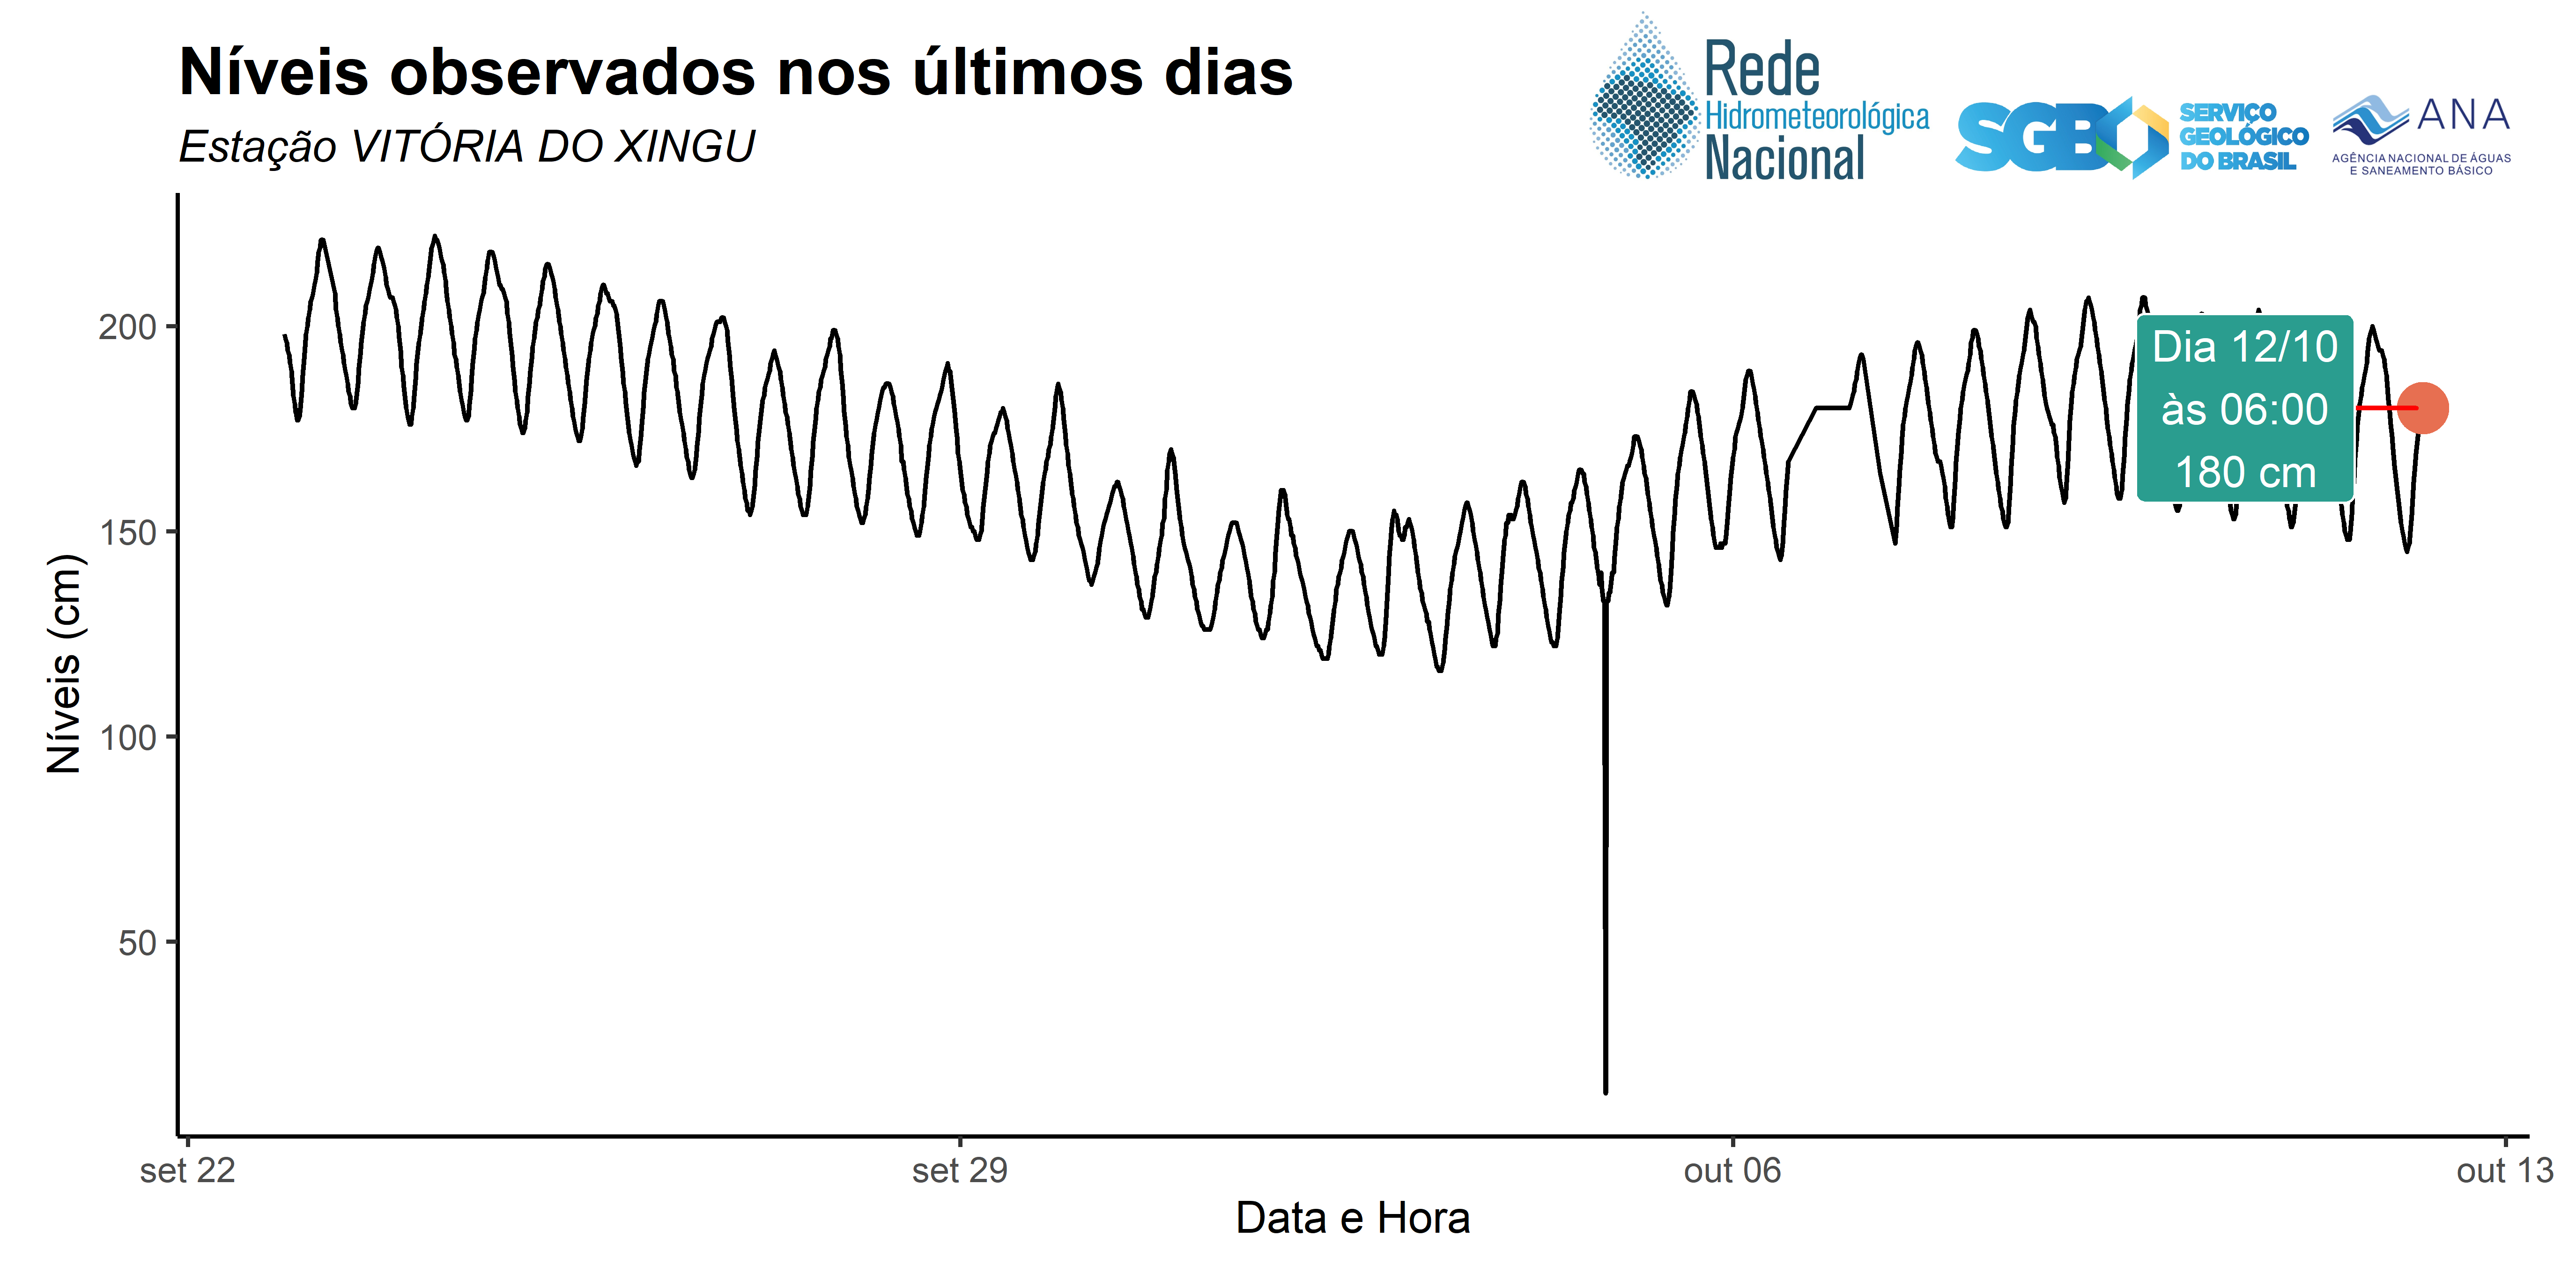 Níveis observados nos últimos dias
Estação VITÓRIA DO XINGU
Rede
Hidrometeorológica
Nacional
SGB
SERVIÇO
GEOLÓGICO
DO BRASIL
ANA
AGÊNCIA NACIONAL DE ÁGUAS
E SANEAMENTO BÁSICO
Níveis (cm)
200
150
100
50
Dia 12/10
às 06:00
180 cm
set 22
set 29
out 06
out 13
Data e Hora